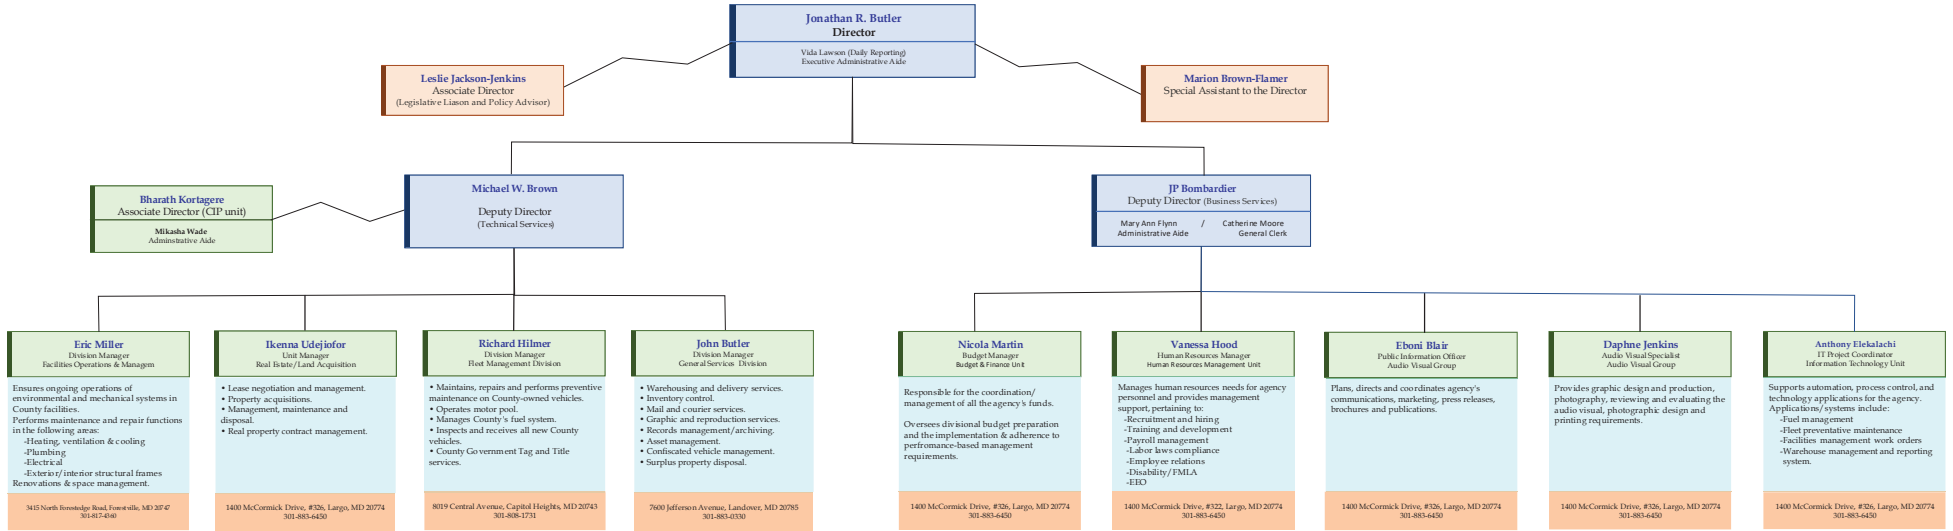 Jonathan R. Butler
Director
Vida Lawson (Daily Reporting)
Executive Administrative Aide
Leslie Jackson-Jenkins
Associate Director
(Legislative Liason and Policy Advisor)
Marion Brown-Flamer
Special Assistant to the Director
Bharath Kortagere
Associate Director (CIP unit)
Mikasha Wade
Adminstrative Aide
Michael W. Brown
Deputy Director
(Technical Services)
JP Bombardier
Deputy Director (Business Services)
Mary Ann Flynn / Catherine Moore
Administrative Aide General Clerk
Eric Miller
Division Manager
Facilities Operations & Managem
Ensures ongoing operations of
environmental and mechanical systems in
County facilities.
Performs maintenance and repair functions
in the following areas:
-Heating, ventilation & cooling
-Plumbing
-Electrical
-Exterior/interior structural frames
Renovations & space management.
3415 North Forestedge Road, Forestville, MD 20747
301-817-4360
Ikenna Udejiofor
Unit Manager
Real Estate/Land Acquisition
• Lease negotiation and management.
• Property acquisitions.
• Management, maintenance and
disposal.
• Real property contract management.
1400 McCormick Drive, #326, Largo, MD 20774
301-883-6450
Richard Hilmer
Division Manager
Fleet Management Division
• Maintains, repairs and performs preventive
maintenance on County-owned vehicles.
• Operates motor pool.
• Manages County's fuel system.
• Inspects and receives all new County
vehicles.
• County Government Tag and Title
services.
8019 Central Avenue, Capitol Heights, MD 20743
301-808-1731
John Butler
Division Manager
General Services Division
• Warehousing and delivery services.
• Inventory control.
• Mail and courier services.
• Graphic and reproduction services.
• Records management/archiving.
• Asset management.
• Confiscated vehicle management.
• Surplus property disposal.
7600 Jefferson Avenue, Landover, MD 20785
301-883-0330
Nicola Martin
Budget Manager
Budget & Finance Unit
Responsible for the coordination/
management of all the agency's funds.
Oversees divisional budget preparation
and the implementation & adherence to
perfromance-based management
requirements.
1400 McCormick Drive, #326, Largo, MD 20774
301-883-6450
Vanessa Hood
Human Resources Manager
Human Resources Management Unit
Manages human resources needs for agency
personnel and provides management
support, pertaining to:
-Recruitment and hiring
-Training and development
-Payroll management
-Labor laws compliance
-Employee relations
-Disability/FMLA
-EEO
1400 McCormick Drive, #322, Largo, MD 20774
301-883-6450
Eboni Blair
Public Information Officer
Audio Visual Group
Plans, directs and coordinates agency's
communications, marketing, press releases,
brochures and publications.
1400 McCormick Drive, #326, Largo, MD 20774
301-883-6450
Daphne Jenkins
Audio Visual Specialist
Audio Visual Group
Provides graphic design and production,
photography, reviewing and evaluating the
audio visual, photographic design and
printing requirements.
1400 McCormick Drive, #326, Largo, MD 20774
301-883-6450
Anthony Elekalachi
IT Project Coordinator
Information Technology Unit
Supports automation, process control, and
technology applications for the agency.
Applications/systems include:
-Fuel management
-Fleet preventative maintenance
-Facilities management work orders
-Warehouse management and reporting
system.
1400 McCormick Drive, #326, Largo, MD 20774
301-883-6450